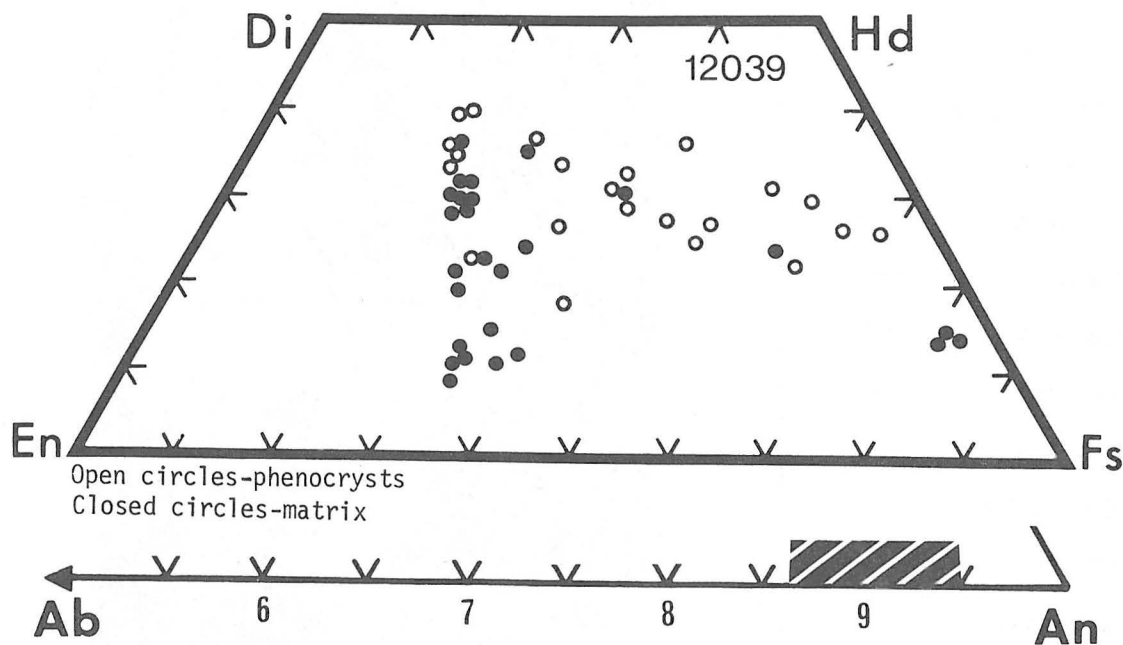 Di Hd
12039
En Fs
Open circles-phenocrysts
Closed circles-matrix
6 7 8 9
Ab An